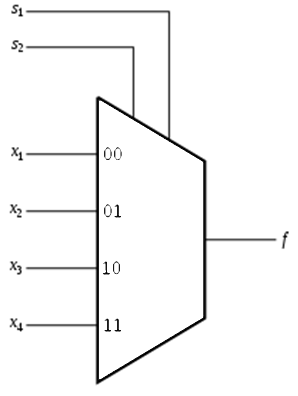 s₁
s₂
x₁ 00
x₂ 01
f
x₃ 10
x₄ 11